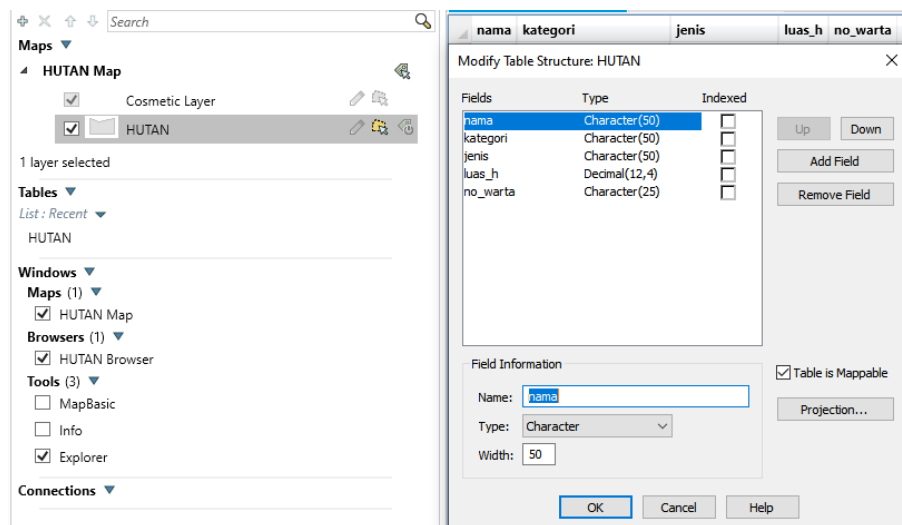 Search
Maps
HUTAN Map
Cosmetic Layer
HUTAN
1 layer selected
Tables
List : Recent
HUTAN
Windows
Maps (1)
HUTAN Map
Browsers (1)
HUTAN Browser
Tools (3)
MapBasic
Info
Explorer
Connections
nama kategori jenis luas_h no_warta
Modify Table Structure: HUTAN
Fields Type Indexed
nama Character(50)
kategori Character(50)
jenis Character(50)
luas_h Decimal(12,4)
no_warta Character(25)
Up Down
Add Field
Remove Field
Field Information
Name: nama
Type: Character
Width: 50
Table is Mappable
Projection...
OK Cancel Help